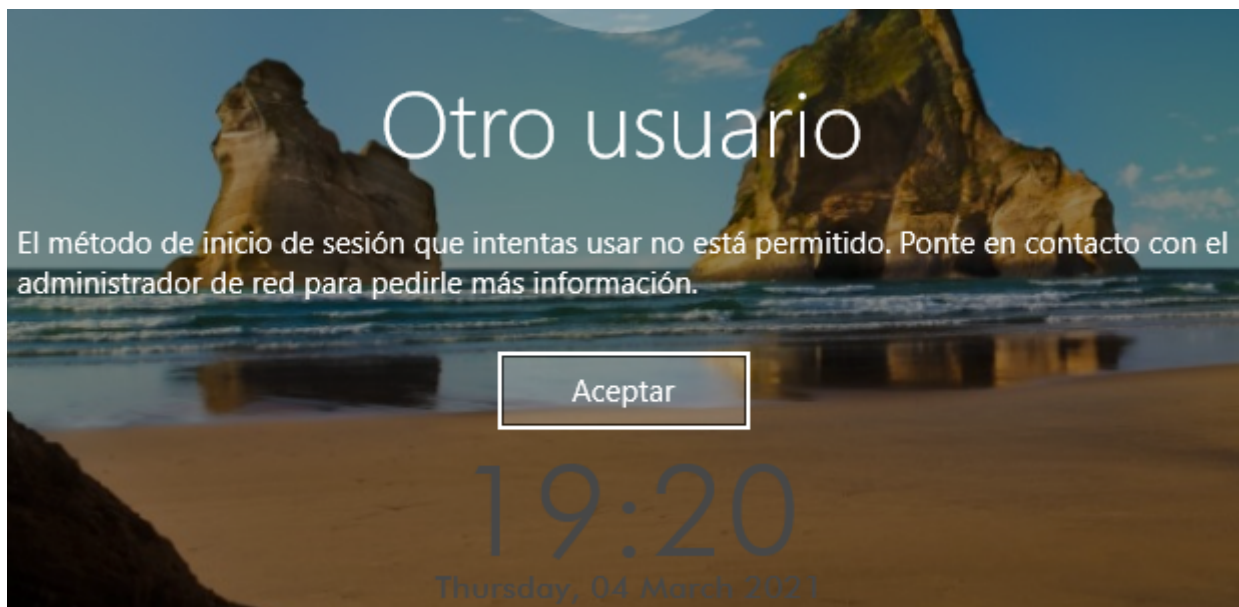 Otro usuario
El método de inicio de sesión que intentas usar no está permitido. Ponte en contacto con el
administrador de red para pedirle más información.
Aceptar
19:20
Thursday, 04 March 2021